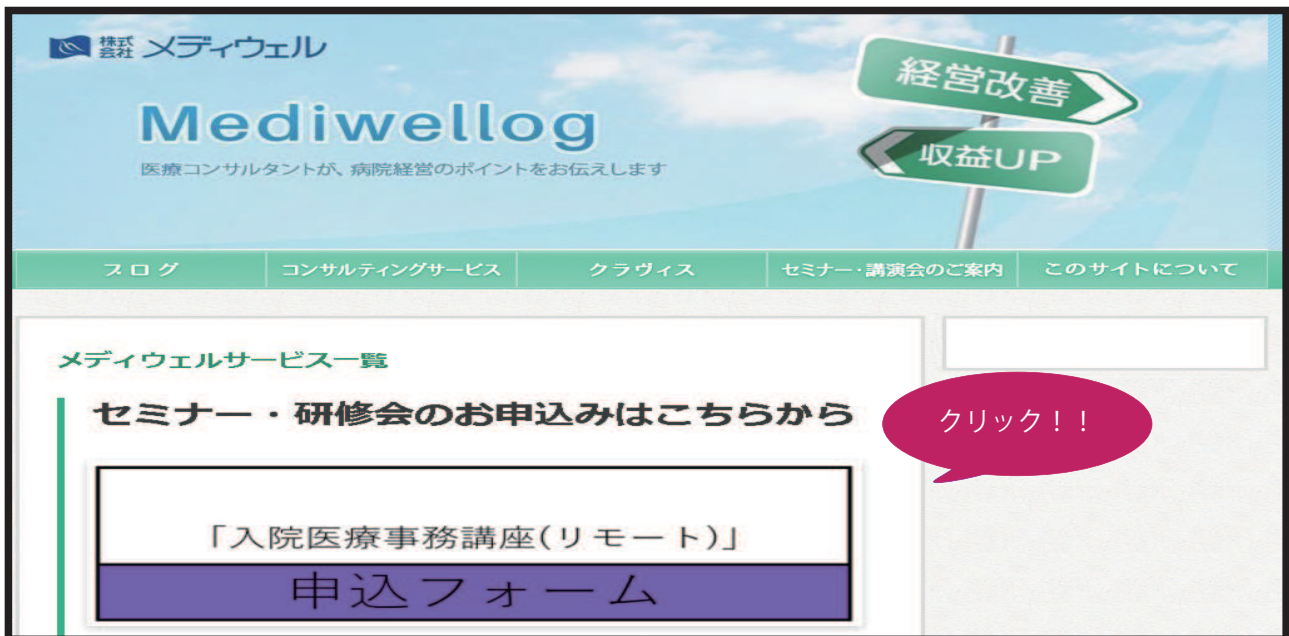 株式会社 メディウェル
Mediwellog
医療コンサルタントが、病院経営のポイントをお伝えします
経営改善
収益UP
ブログ
コンサルティングサービス
クラヴィス
セミナー・講演会のご案内
このサイトについて
メディウェルサービス一覧
セミナー・研修会のお申込みはこちらから
クリック！！
「入院医療事務講座(リモート)」
申込フォーム